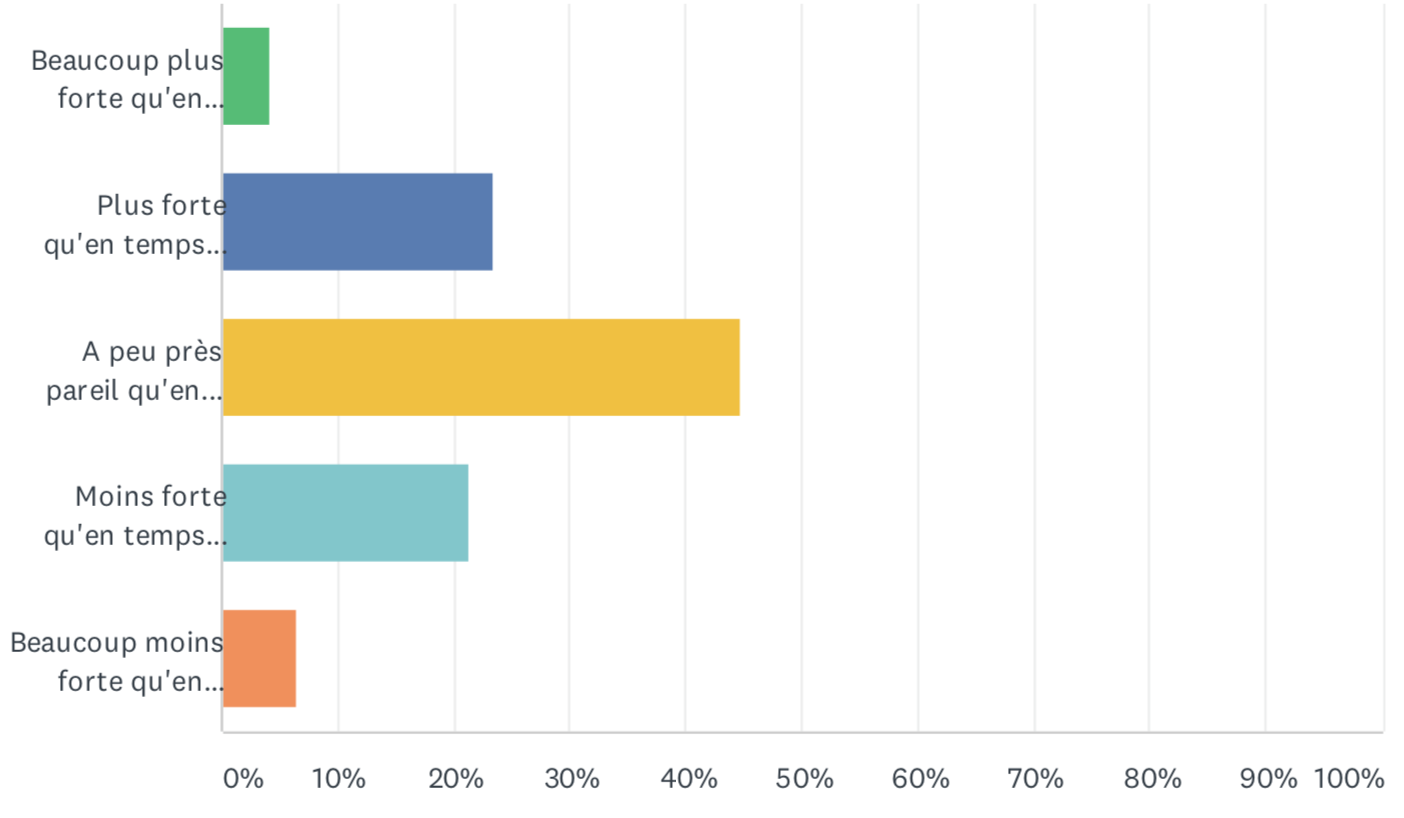 Beaucoup plus
forte qu'en...
Plus forte
qu'en temps...
A peu près
pareil qu'en...
Moins forte
qu'en temps...
Beaucoup moins
forte qu'en...
0% 10% 20% 30% 40% 50% 60% 70% 80% 90% 100%